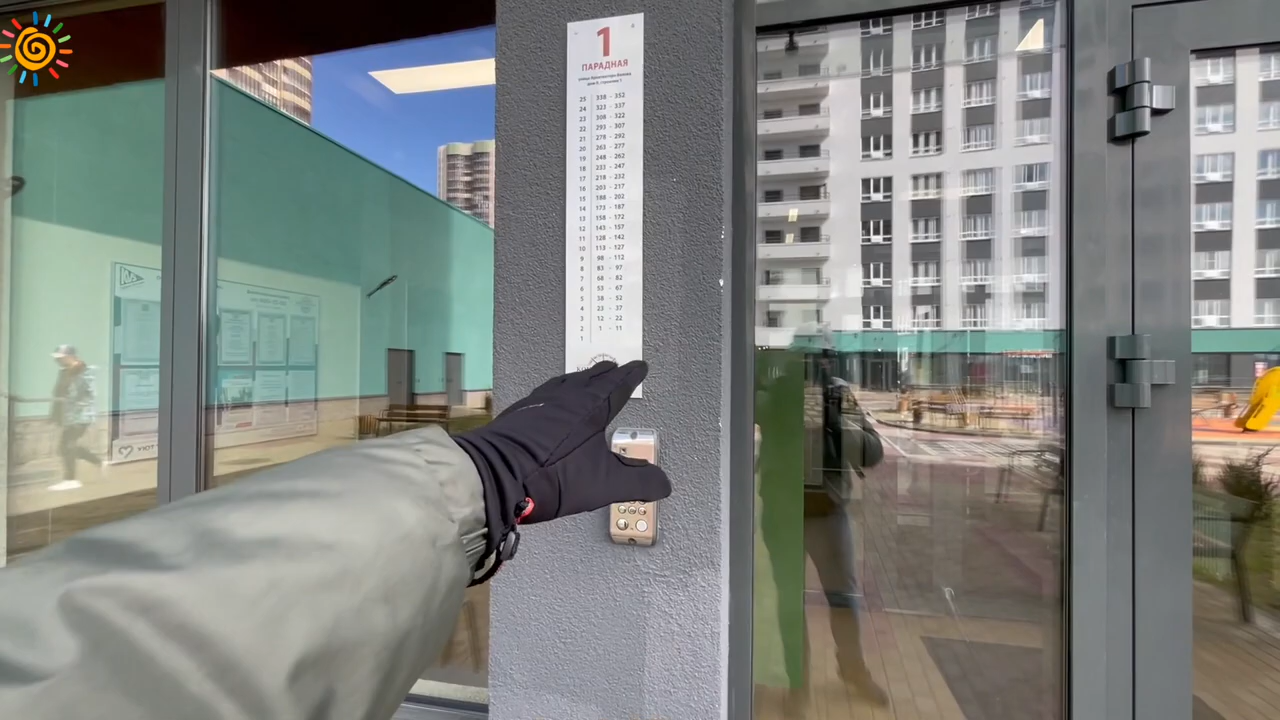 1
ПАРАДНАЯ
25 338 - 352
24 323 - 337
23 308 - 322
22 293 - 307
21 278 - 292
20 263 - 277
19 248 - 262
18 233 - 247
17 218 - 232
16 203 - 217
15 188 - 202
14 173 - 187
13 158 - 172
12 143 - 157
11 128 - 142
10 113 - 127
9 98 - 112
8 83 - 97
7 68 - 82
6 53 - 67
5 38 - 52
4 23 - 37
3 12 - 22
2 1 - 11
1
УЮТ